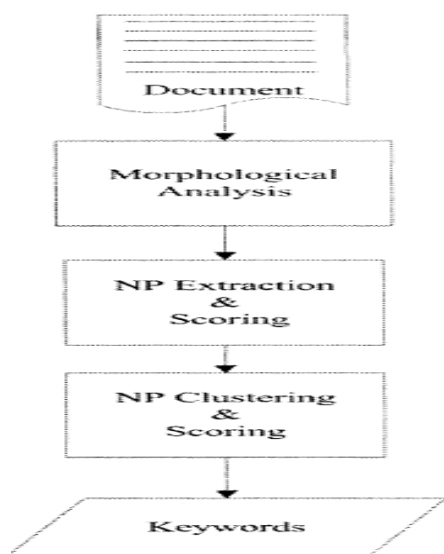 Document
Morphological
Analysis
NP Extraction
&
Scoring
NP Clustering
&
Scoring
Keywords